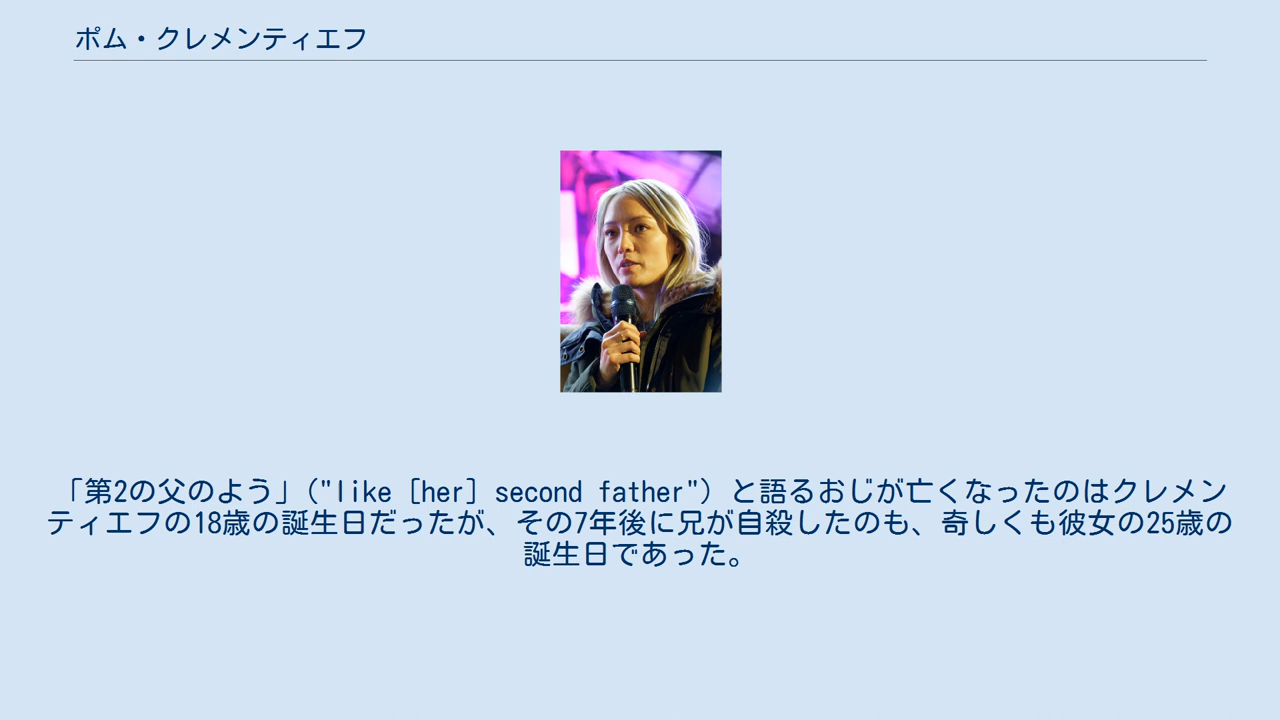 ポム・クレメンティエフ
「第2の父のよう」("like [her] second father") と語るおじが亡くなったのはクレメン
ティエフの18歳の誕生日だったが、その7年後に兄が自殺したのも、奇しくも彼女の25歳の
誕生日であった。